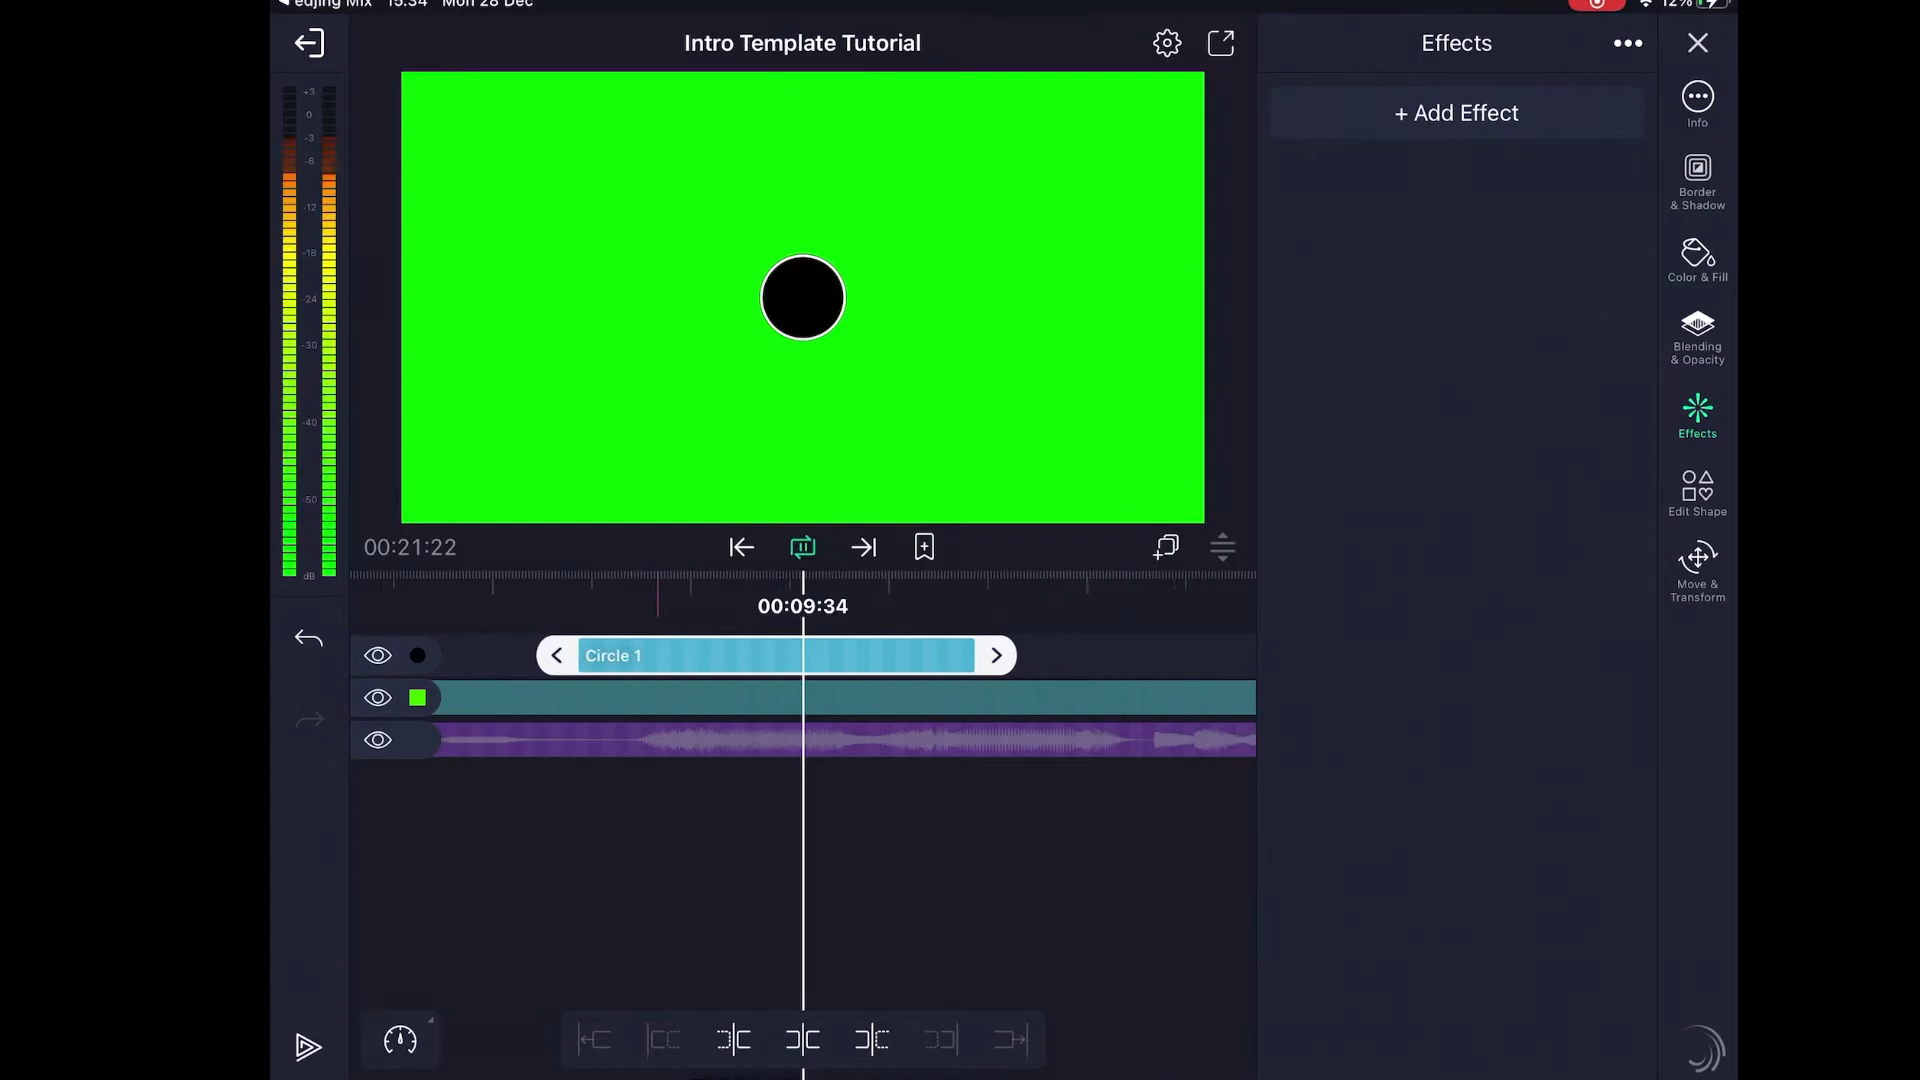 edjing Mix 15:34 Mon 28 Dec
12%
Intro Template Tutorial
Effects
+ Add Effect
Info
Border
& Shadow
Color & Fill
Blending
& Opacity
Effects
Edit Shape
Move &
Transform
+3
0
-3
-6
-12
-18
-24
-30
-40
-50
dB
00:21:22
00:09:34
Circle 1